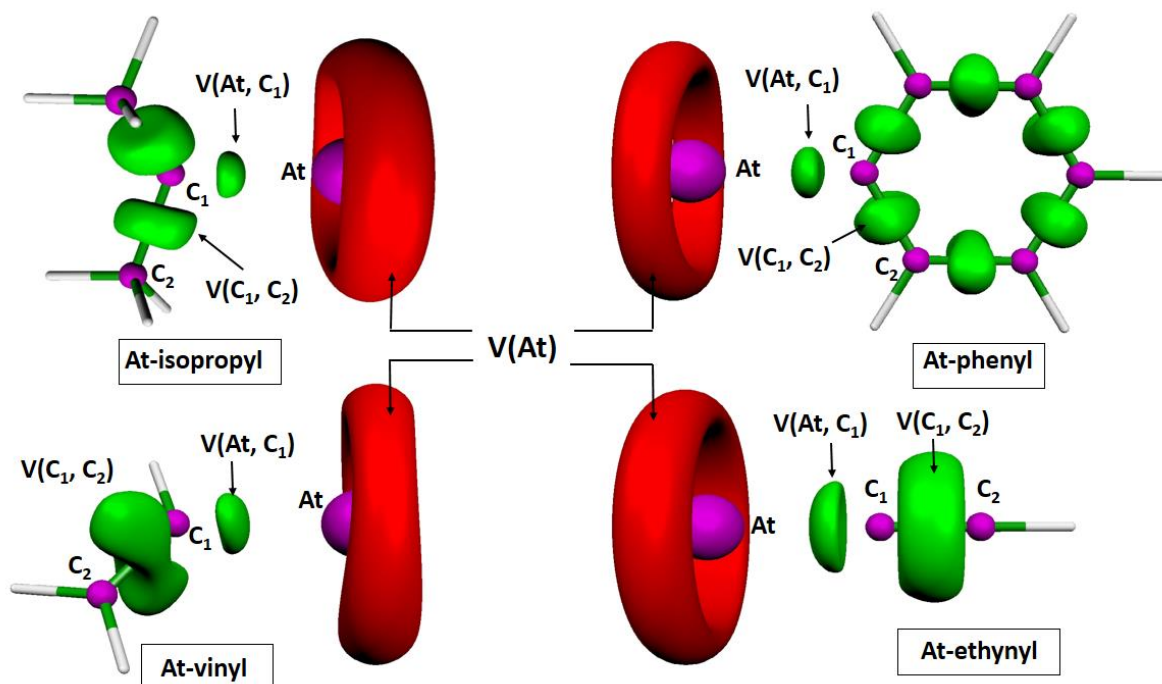 V(At, C₁)
At
C₁
V(C₁, C₂)
C₂
At-isopropyl
V(At, C₁)
C₁
At
V(C₁, C₂)
C₂
At-phenyl
V(At)
V(At, C₁)
V(C₁, C₂)
At
C₁
C₂
At-vinyl
V(At, C₁)
V(C₁, C₂)
C₁
C₂
At
At-ethynyl